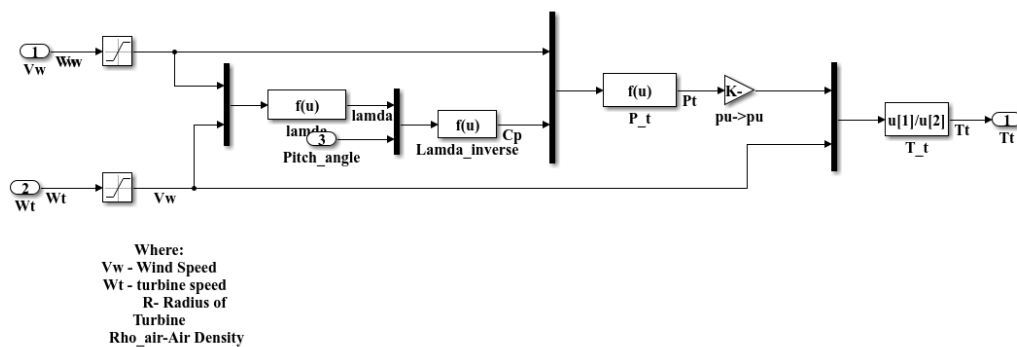 1
Vw
Vw
f(u)
lamda
lamda
3
Pitch_angle
f(u)
Cp
Lamda_inverse
f(u)
P_t
Pt
K-
pu->pu
u[1]/u[2]
T_t
Tt
1
Tt
2
Wt
Wt
Vw
Where:
Vw - Wind Speed
Wt - turbine speed
R- Radius of
Turbine
Rho_air-Air Density